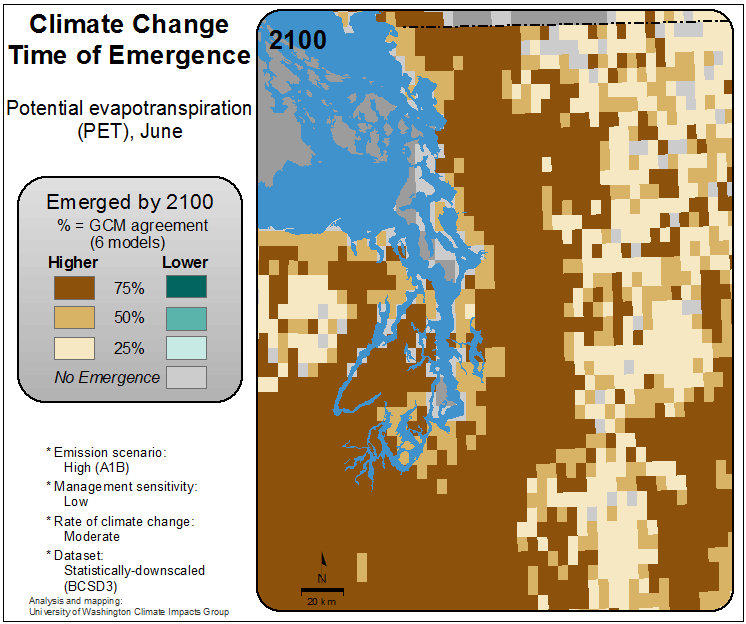 Climate Change
Time of Emergence
Potential evapotranspiration
(PET), June
Emerged by 2100
% = GCM agreement
(6 models)
Higher Lower
75%
50%
25%
No Emergence
* Emission scenario:
High (A1B)
* Management sensitivity:
Low
* Rate of climate change:
Moderate
* Dataset:
Statistically-downscaled
(BCSD3)
Analysis and mapping:
University of Washington Climate Impacts Group
2100
N
20 km